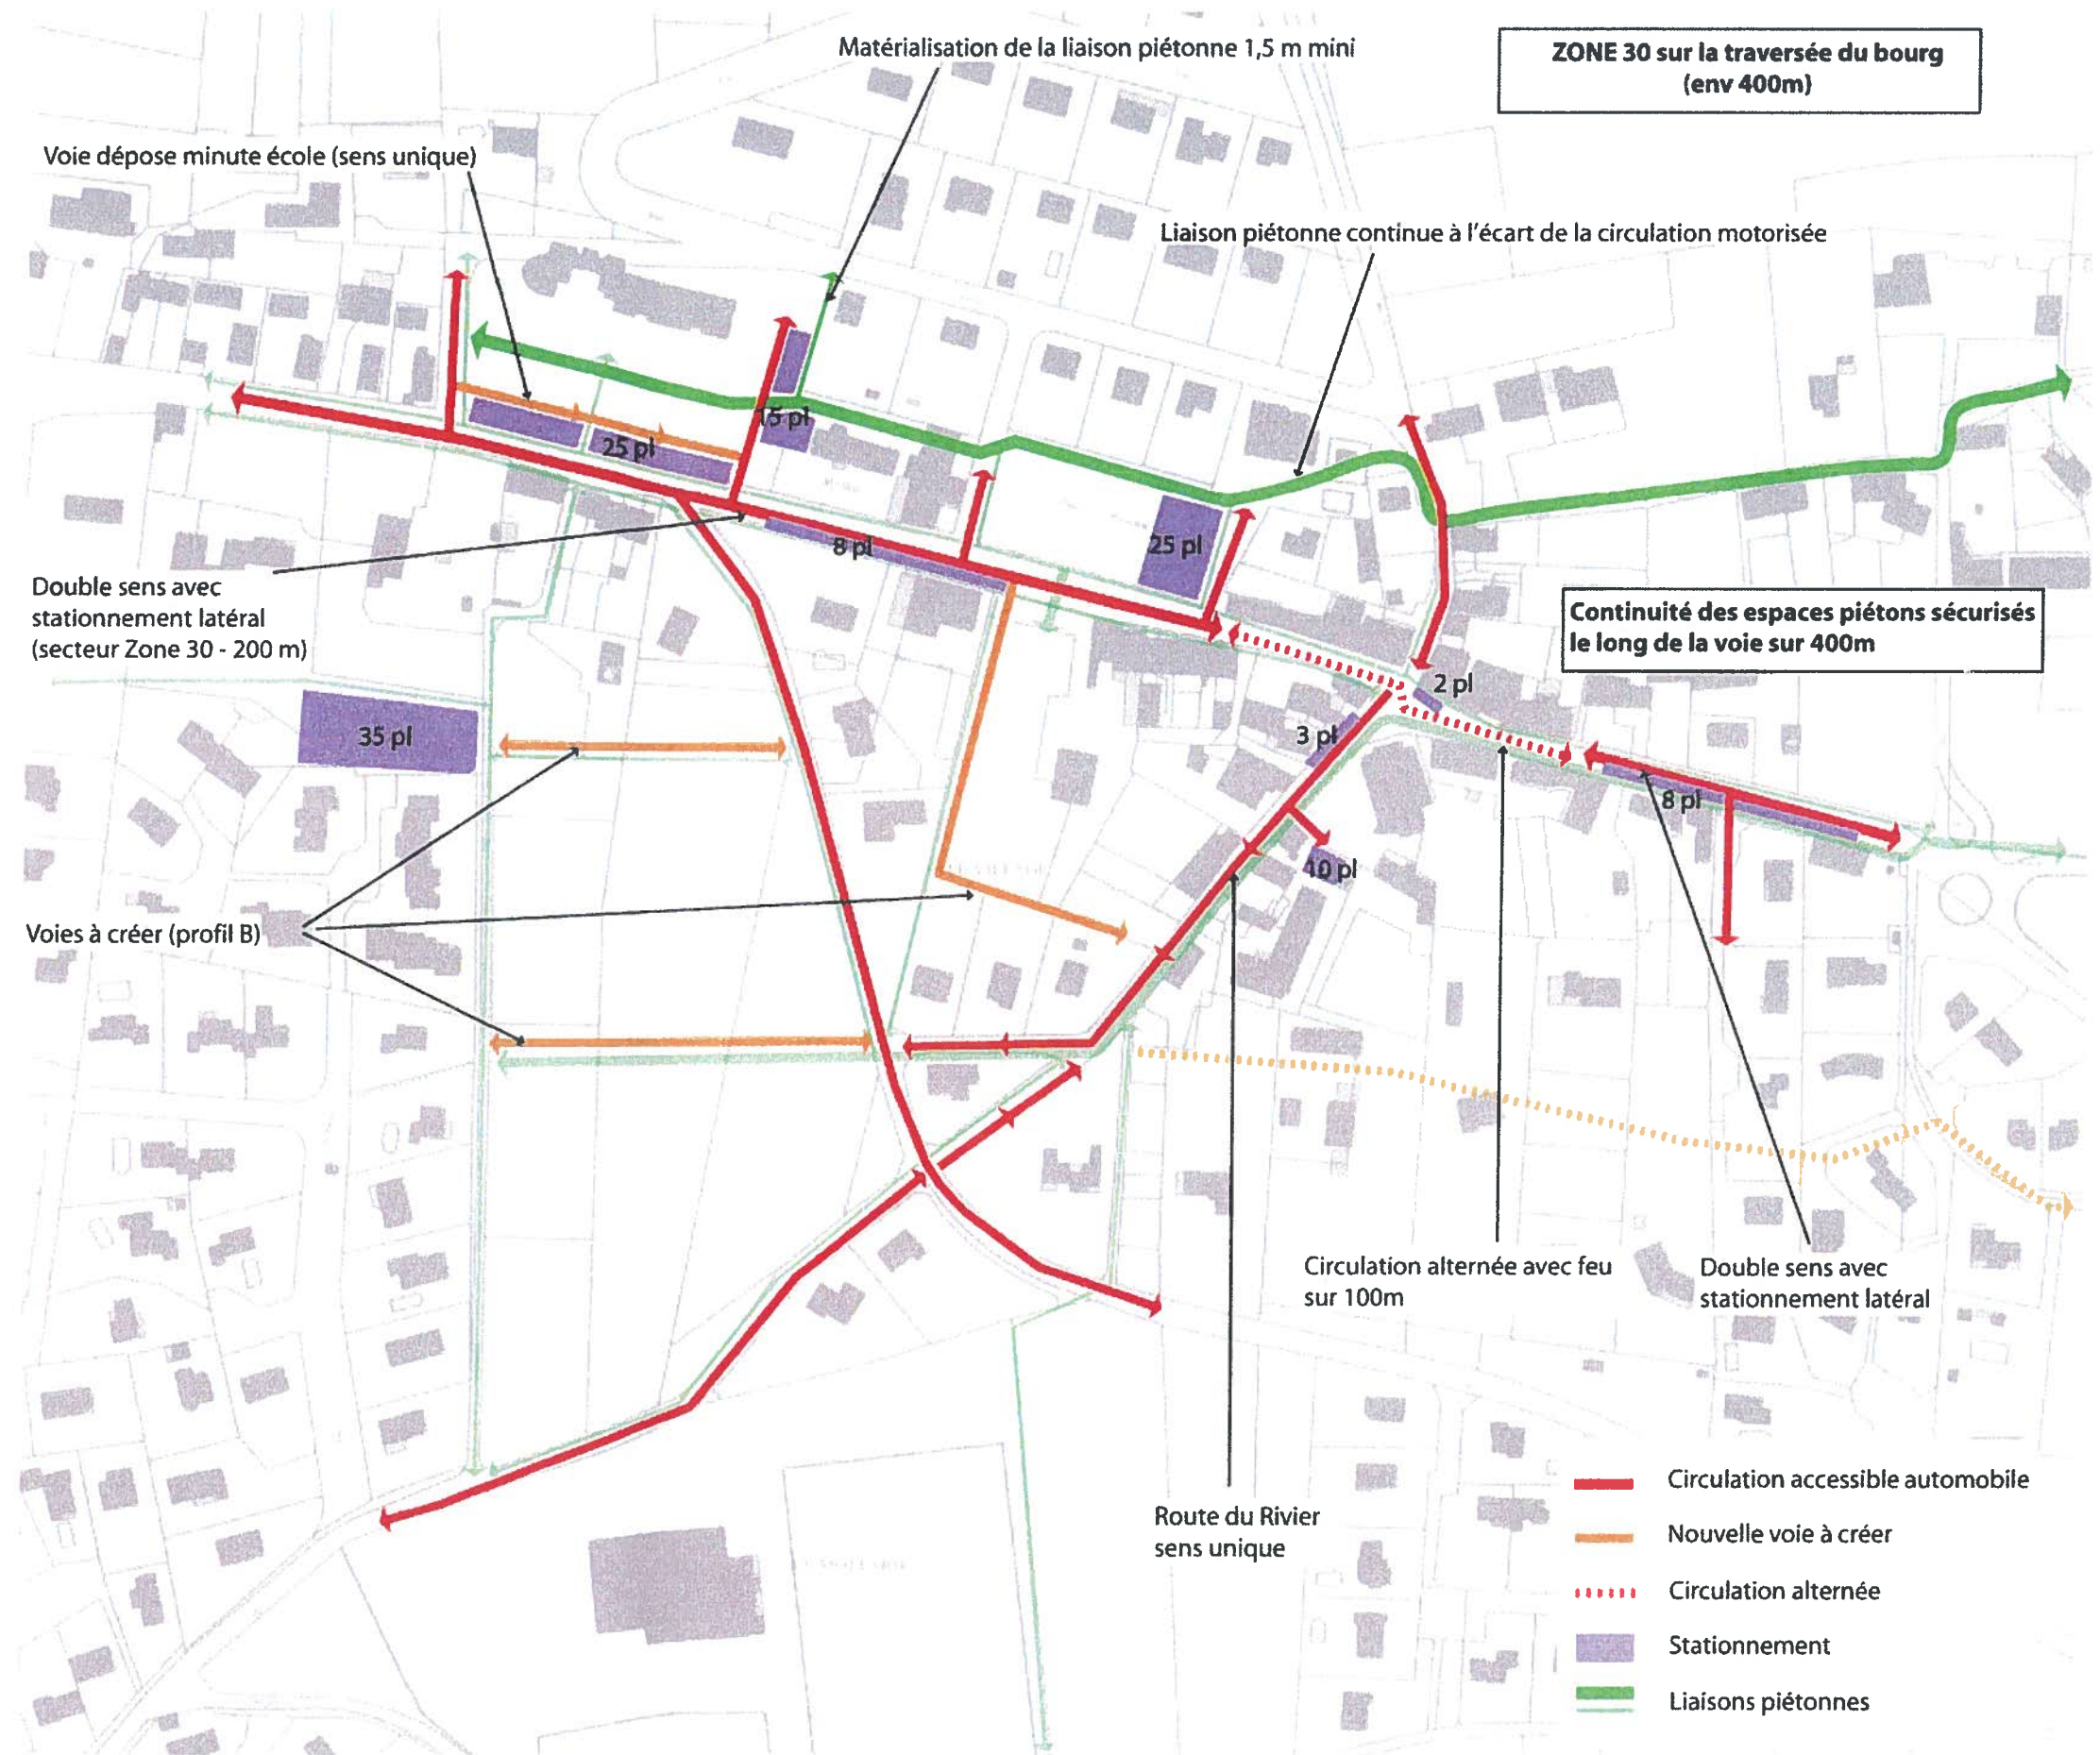 Matérialisation de la liaison piétonne 1,5 m mini
ZONE 30 sur la traversée du bourg
(env 400m)
Voie dépose minute école (sens unique)
Liaison piétonne continue à l'écart de la circulation motorisée
15 pl
25 pl
8 pl
25 pl
Double sens avec
stationnement latéral
(secteur Zone 30 - 200 m)
Continuité des espaces piétons sécurisés
le long de la voie sur 400m
2 pl
3 pl
35 pl
8 pl
10 pl
Voies à créer (profil B)
Circulation alternée avec feu
sur 100m
Double sens avec
stationnement latéral
Route du Rivier
sens unique
Circulation accessible automobile
Nouvelle voie à créer
Circulation alternée
Stationnement
Liaisons piétonnes